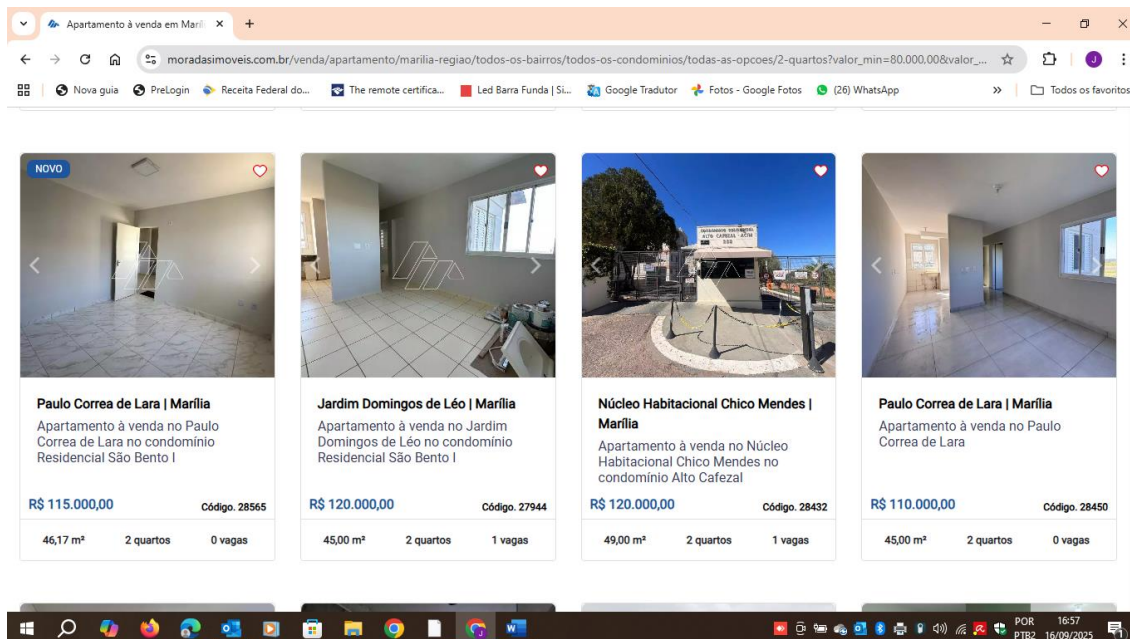 Apartamento à venda em Maríl
moradasimoveis.com.br/venda/apartamento/marilia-regiao/todos-os-bairros/todos-os-condominios/todas-as-opcoes/2-quartos?valor_min=80.000.00&valor_...
J
Nova guia
PreLogin
Receita Federal do...
The remote certifica...
Led Barra Funda | Si...
Google Tradutor
Fotos - Google Fotos
(26) WhatsApp
»
Todos os favoritos
NOVO
ALTO CAFEZAL
Paulo Correa de Lara | Marília
Apartamento à venda no Paulo
Correa de Lara no condomínio
Residencial São Bento I
R$ 115.000,00
Código. 28565
46,17 m²
2 quartos
0 vagas
Jardim Domingos de Léo | Marília
Apartamento à venda no Jardim
Domingos de Léo no condomínio
Residencial São Bento I
R$ 120.000,00
Código. 27944
45,00 m²
2 quartos
1 vagas
Núcleo Habitacional Chico Mendes |
Marília
Apartamento à venda no Núcleo
Habitacional Chico Mendes no
condomínio Alto Cafezal
R$ 120.000,00
Código. 28432
49,00 m²
2 quartos
1 vagas
Paulo Correa de Lara | Marília
Apartamento à venda no Paulo
Correa de Lara
R$ 110.000,00
Código. 28450
45,00 m²
2 quartos
0 vagas
POR
PTB2
16:57
16/09/2025